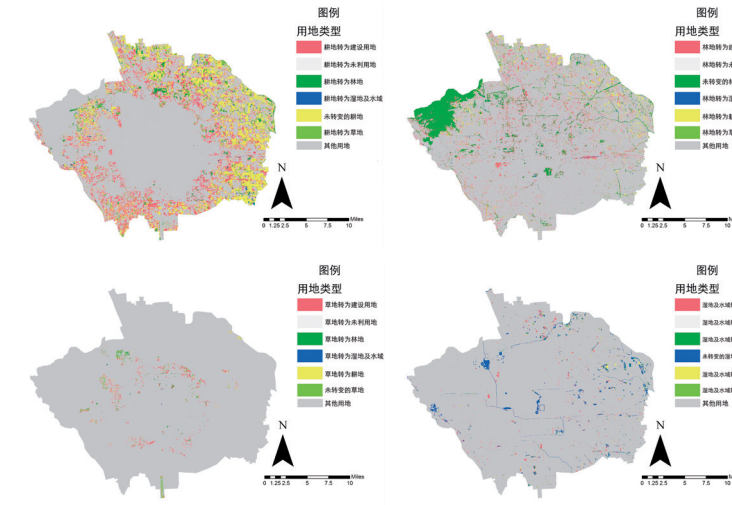 图例
用地类型
耕地转为建设用地
耕地转为未利用地
耕地转为林地
耕地转为湿地及水域
未转变的耕地
耕地转为草地
其他用地
N
0 1.25 2.5 5 7.5 10 Miles
图例
用地类型
林地转为
林地转为
未转变的
林地转为
林地转为
林地转为
其他用地
N
0 1.25 2.5 5 7.5 10
图例
用地类型
草地转为建设用地
草地转为未利用地
草地转为林地
草地转为湿地及水域
草地转为耕地
未转变的草地
其他用地
N
0 1.25 2.5 5 7.5 10 Miles
图例
用地类型
湿地及水域
湿地及水域
湿地及水域
未转变的湿
湿地及水域
湿地及水域
其他用地
N
0 1.25 2.5 5 7.5 10